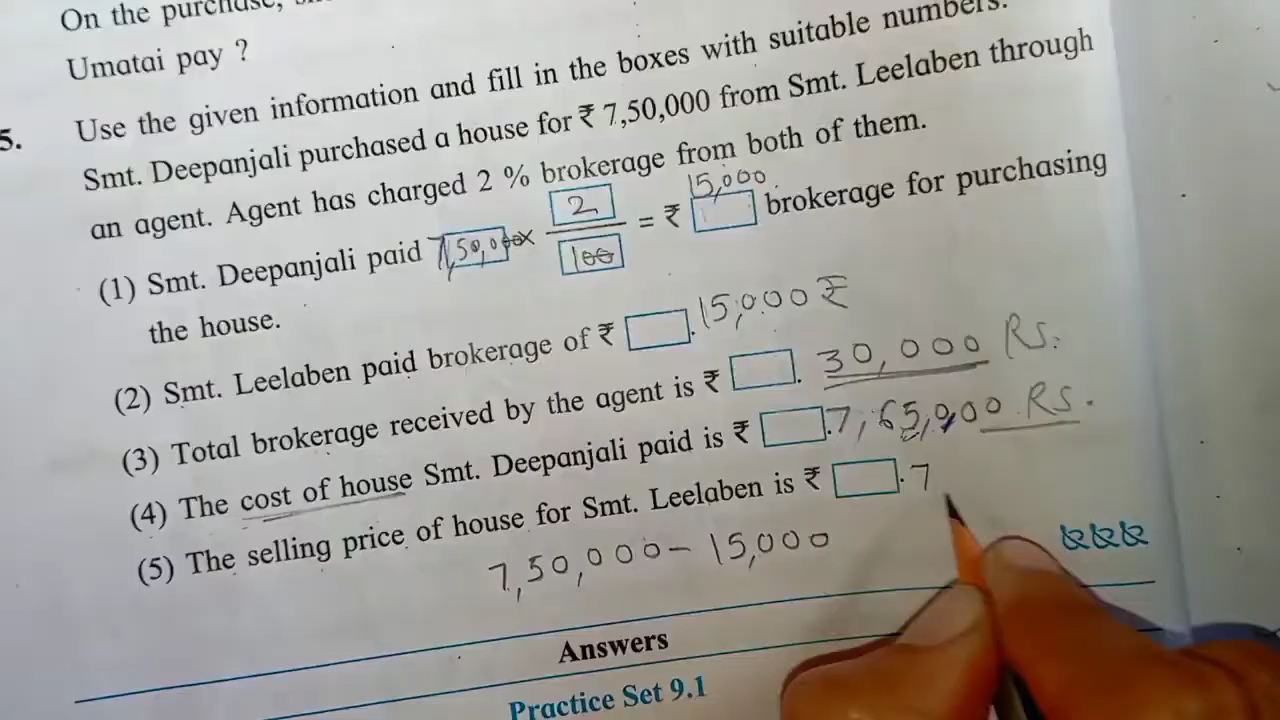 On the purchase,
Umatai pay ?
5. Use the given information and fill in the boxes with suitable numbers.
Smt. Deepanjali purchased a house for ₹ 7,50,000 from Smt. Leelaben through
an agent. Agent has charged 2 % brokerage from both of them.
(1) Smt. Deepanjali paid 7,50,000 × 2/100 = ₹ 15,000 brokerage for purchasing
the house.
(2) Smt. Leelaben paid brokerage of ₹ . 15,000 ₹
(3) Total brokerage received by the agent is ₹ . 30,000 Rs.
(4) The cost of house Smt. Deepanjali paid is ₹ . 7,65,000 Rs.
(5) The selling price of house for Smt. Leelaben is ₹ . 7
7,50,000 - 15,000
Answers
Practice Set 9.1